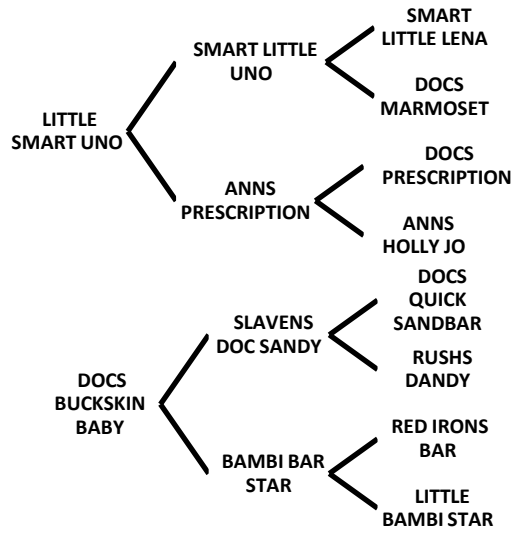 SMART
LITTLE LENA
SMART LITTLE
UNO
DOCS
MARMOSET
LITTLE
SMART UNO
DOCS
PRESCRIPTION
ANNS
PRESCRIPTION
ANNS
HOLLY JO
DOCS
QUICK
SANDBAR
SLAVENS
DOC SANDY
RUSHS
DANDY
DOCS
BUCKSKIN
BABY
RED IRONS
BAR
BAMBI BAR
STAR
LITTLE
BAMBI STAR